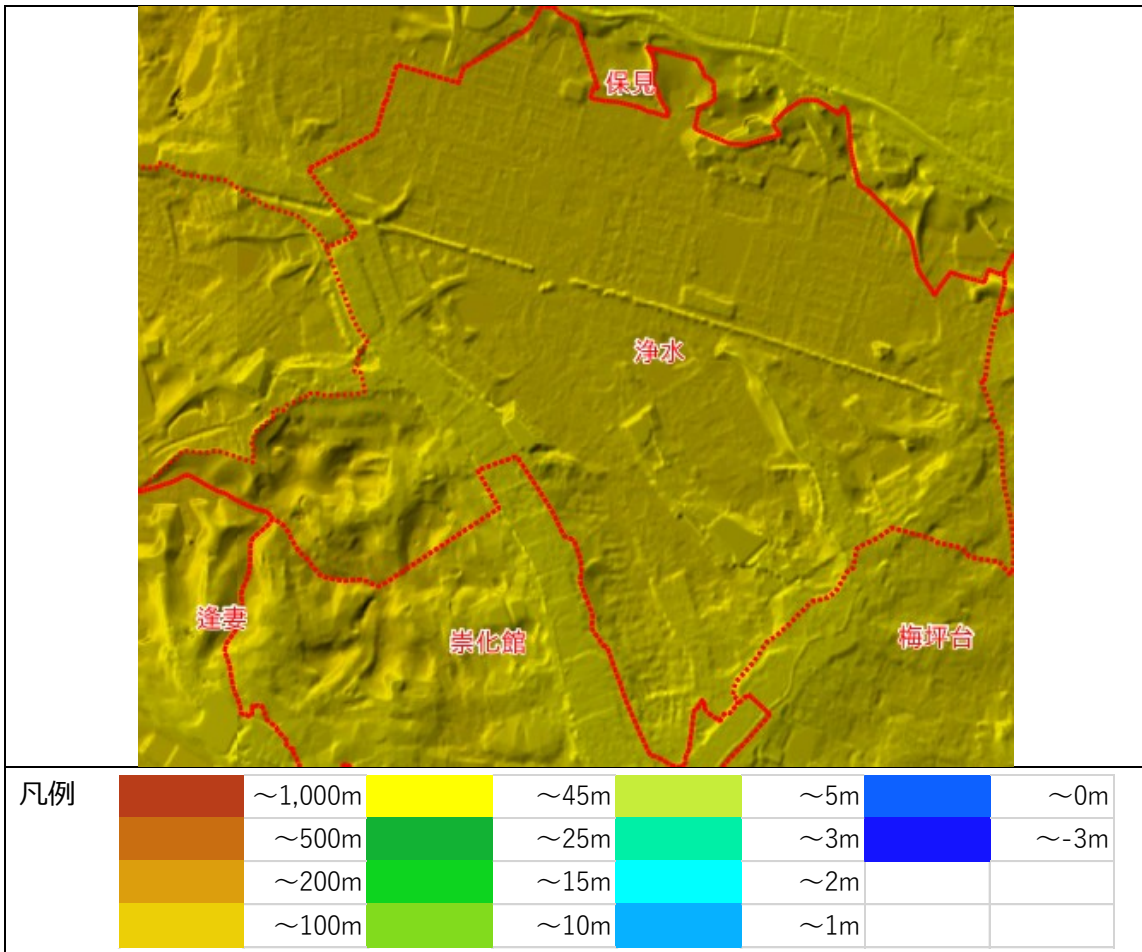 保見
浄水
逢妻
崇化館
梅坪台
凡例
～1,000m ～45m ～5m ～0m
～500m ～25m ～3m ～-3m
～200m ～15m ～2m
～100m ～10m ～1m